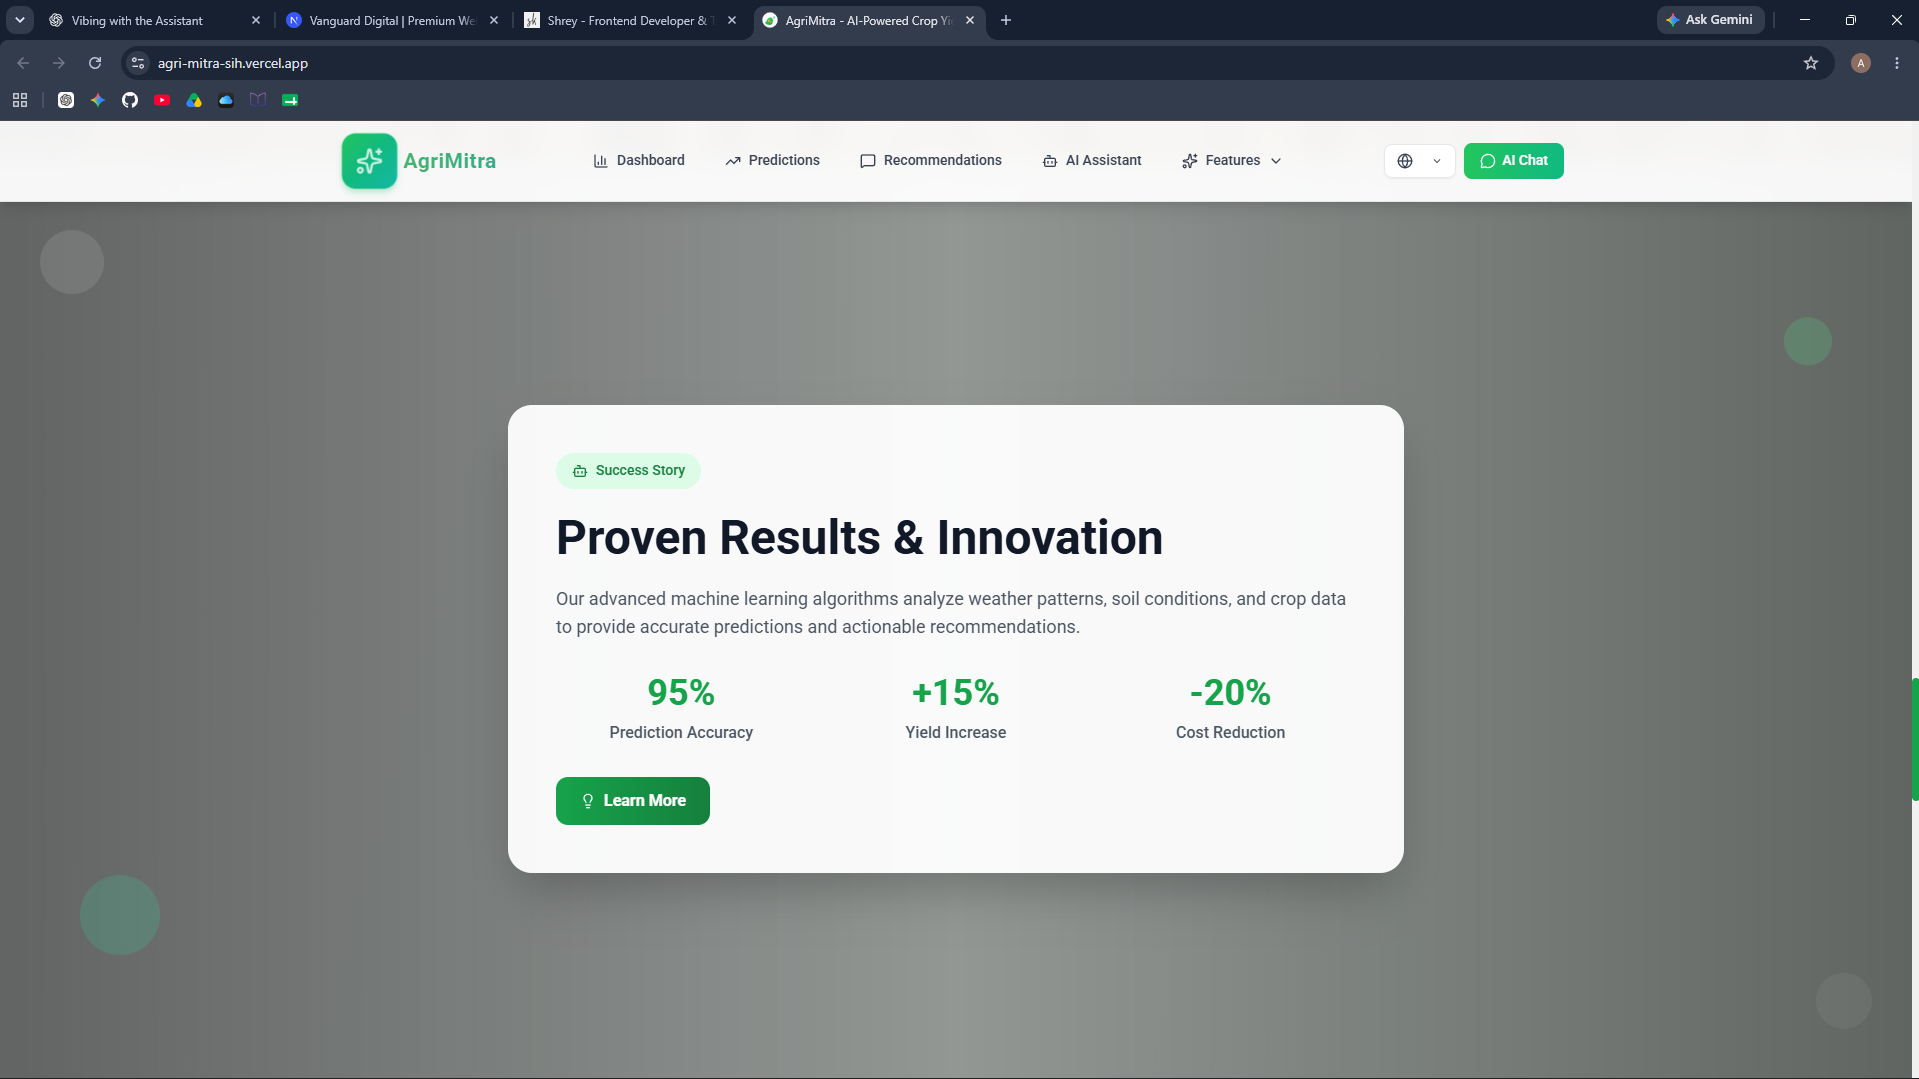 Vibing with the Assistant
Vanguard Digital | Premium We
Shrey - Frontend Developer &
AgriMitra - AI-Powered Crop Yi
Ask Gemini
agri-mitra-sih.vercel.app
A
AgriMitra
Dashboard
Predictions
Recommendations
AI Assistant
Features
AI Chat
Success Story
Proven Results & Innovation
Our advanced machine learning algorithms analyze weather patterns, soil conditions, and crop data
to provide accurate predictions and actionable recommendations.
95%
+15%
-20%
Prediction Accuracy
Yield Increase
Cost Reduction
Learn More